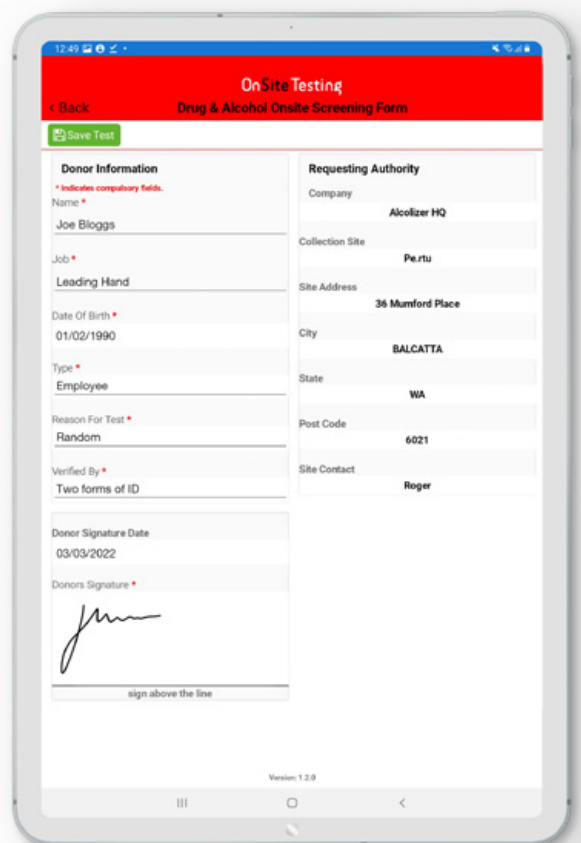 12:49
OnSiteTesting
< Back
Drug & Alcohol Onsite Screening Form
Save Test
Donor Information
* Indicates compulsory fields.
Name *
Joe Bloggs
Job *
Leading Hand
Date Of Birth *
01/02/1990
Type *
Employee
Reason For Test *
Random
Verified By *
Two forms of ID
Donor Signature Date
03/03/2022
Donors Signature *
sign above the line
Requesting Authority
Company
Alcolizer HQ
Collection Site
Pe.rtu
Site Address
36 Mumford Place
City
BALCATTA
State
WA
Post Code
6021
Site Contact
Roger
Version: 1.2.0